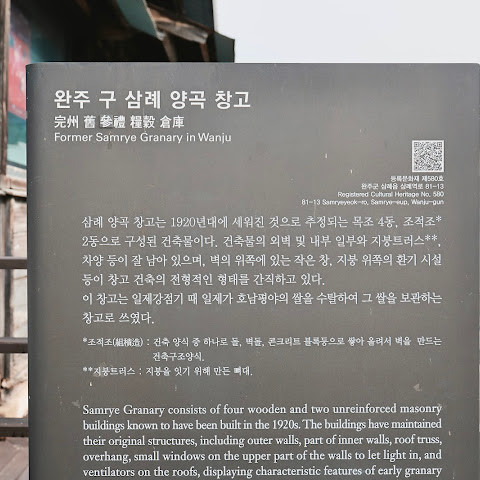 완주 구 삼례 양곡 창고
完州 舊 參禮 糧穀 倉庫
Former Samrye Granary in Wanju
등록문화재 제580호
완주군 삼례읍 삼례역로 81-13
Registered Cultural Heritage No. 580
81-13 Samryeyeok-ro, Samrye-eup, Wanju-gun
삼례 양곡 창고는 1920년대에 세워진 것으로 추정되는 목조 4동, 조적조*
2동으로 구성된 건축물이다. 건축물의 외벽 및 내부 일부와 지붕트러스**,
차양 등이 잘 남아 있으며, 벽의 위쪽에 있는 작은 창, 지붕 위쪽의 환기 시설
등이 창고 건축의 전형적인 형태를 간직하고 있다.
이 창고는 일제강점기 때 일제가 호남평야의 쌀을 수탈하여 그 쌀을 보관하는
창고로 쓰였다.
*조적조(組積造) : 건축 양식 중 하나로 돌, 벽돌, 콘크리트 블록등으로 쌓아 올려서 벽을 만드는
건축구조양식.
**지붕트러스 : 지붕을 잇기 위해 만든 뼈대.
Samrye Granary consists of four wooden and two unreinforced masonry
buildings known to have been built in the 1920s. The buildings have maintained
their original structures, including outer walls, part of inner walls, roof truss,
overhang, small windows on the upper part of the walls to let light in, and
ventilators on the roofs, displaying characteristic features of early granary